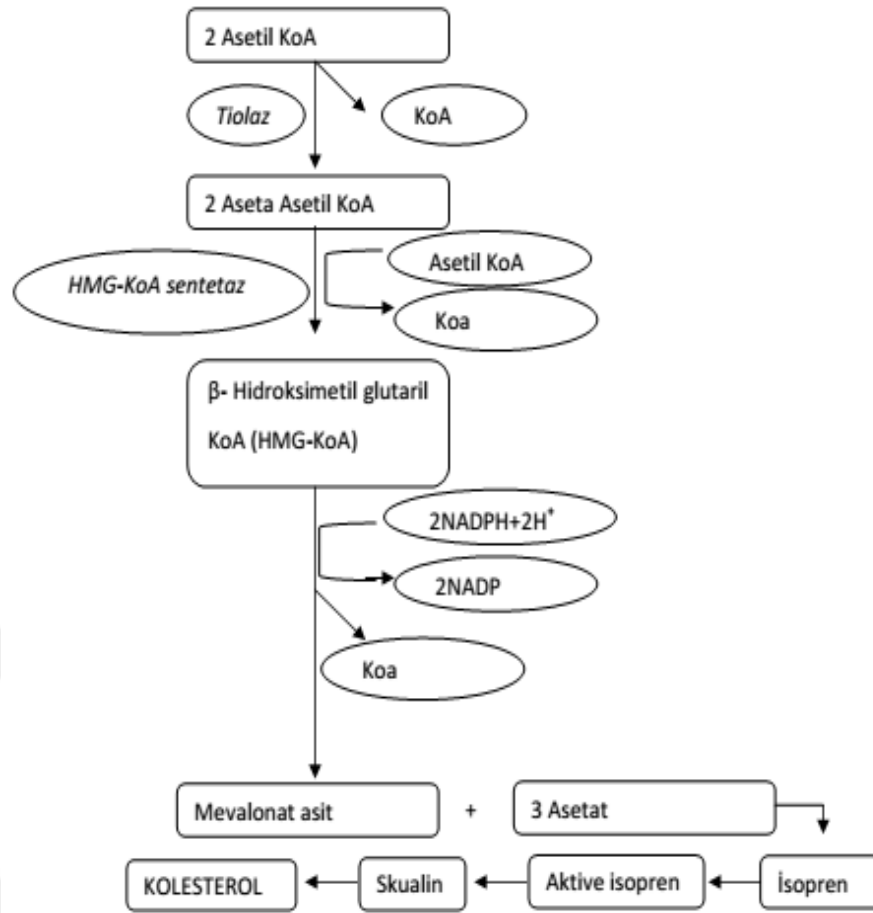 2 Asetil KoA
Tiolaz
KoA
2 Aseta Asetil KoA
HMG-KoA sentetaz
Asetil KoA
Koa
β- Hidroksimetil glutaril
KoA (HMG-KoA)
2NADPH+2H⁺
2NADP
Koa
Mevalonat asit + 3 Asetat
KOLESTEROL
Skualin
Aktive isopren
İsopren